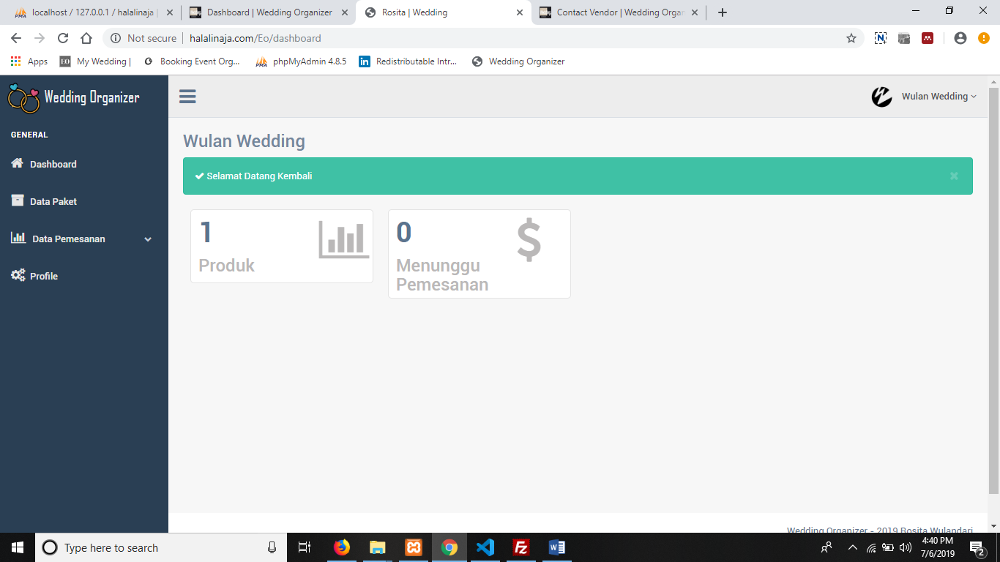 localhost / 127.0.0.1 / halalinaja |
Dashboard | Wedding Organizer
Rosita | Wedding
Contact Vendor | Wedding Organ
Not secure
halalinaja.com/Eo/dashboard
Apps
EO
My Wedding |
Booking Event Org...
phpMyAdmin 4.8.5
Redistributable Intr...
Wedding Organizer
Wedding Organizer
Wulan Wedding
GENERAL
Dashboard
Data Paket
Data Pemesanan
Profile
Wulan Wedding
Selamat Datang Kembali
1
Produk
0
Menunggu
Pemesanan
Wedding Organizer - 2019 Rosita Wulandari
Type here to search
4:40 PM
7/6/2019
2